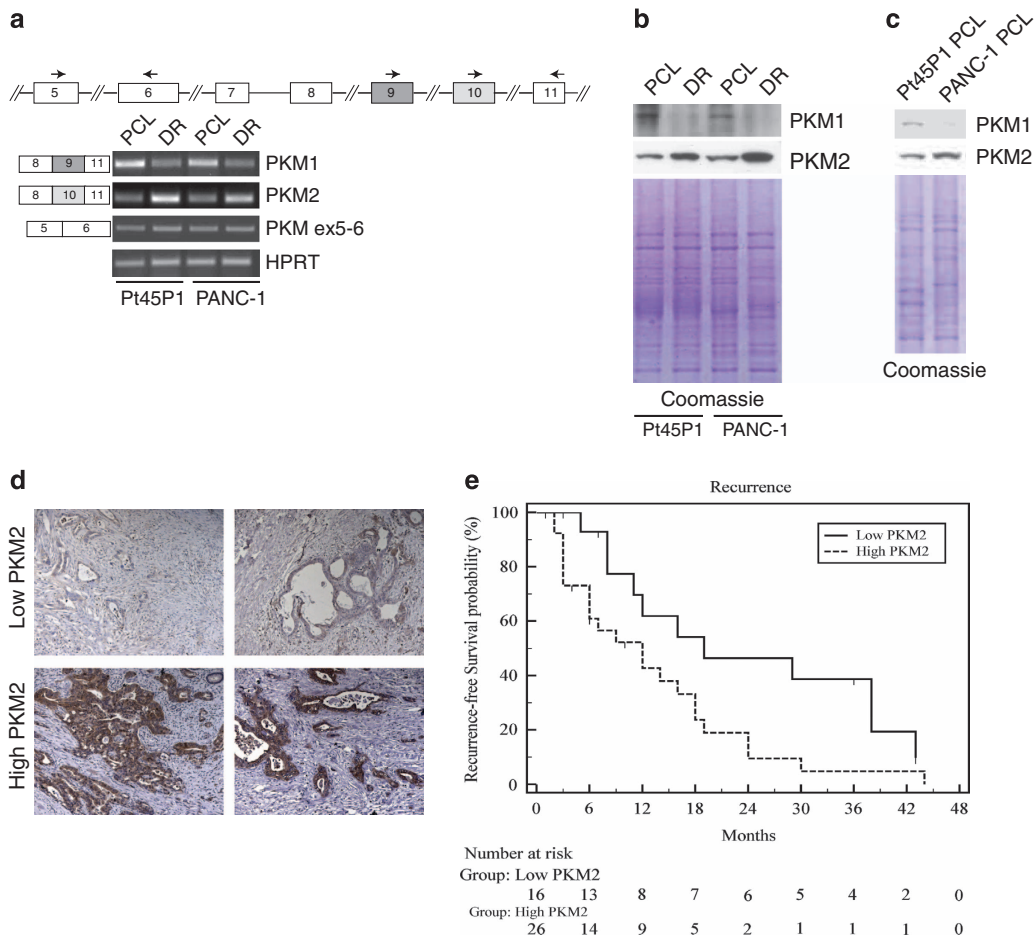 a
5 6 7 8 9 10 11
PCL DR PCL DR
8 9 11 PKM1
8 10 11 PKM2
5 6 PKM ex5-6
HPRT
Pt45P1 PANC-1
b
PCL DR PCL DR
PKM1
PKM2
Coomassie
Pt45P1 PANC-1
c
Pt45P1 PCL
PANC-1 PCL
PKM1
PKM2
Coomassie
d
Low PKM2
High PKM2
e
Recurrence
Recurrence-free Survival probability (%)
100
80
60
40
20
0
Low PKM2
High PKM2
0 6 12 18 24 30 36 42 48
Months
Number at risk
Group: Low PKM2
16 13 8 7 6 5 4 2 0
Group: High PKM2
26 14 9 5 2 1 1 1 0